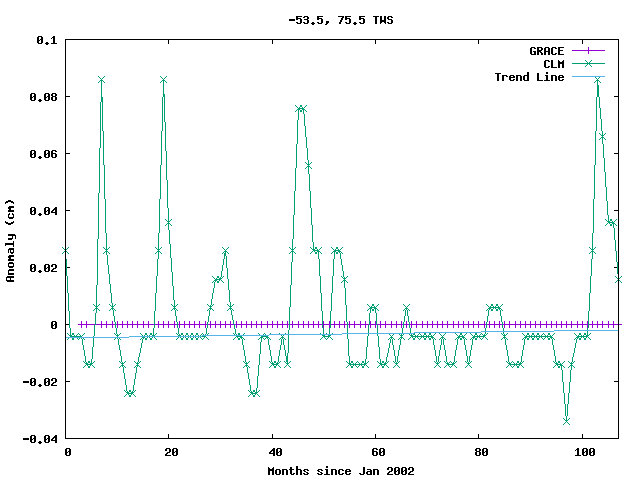 -53.5, 75.5 TWS
0.1
GRACE
CLM
Trend Line
0.08
0.06
0.04
0.02
0
-0.02
-0.04
Anomaly (cm)
0 20 40 60 80 100
Months since Jan 2002